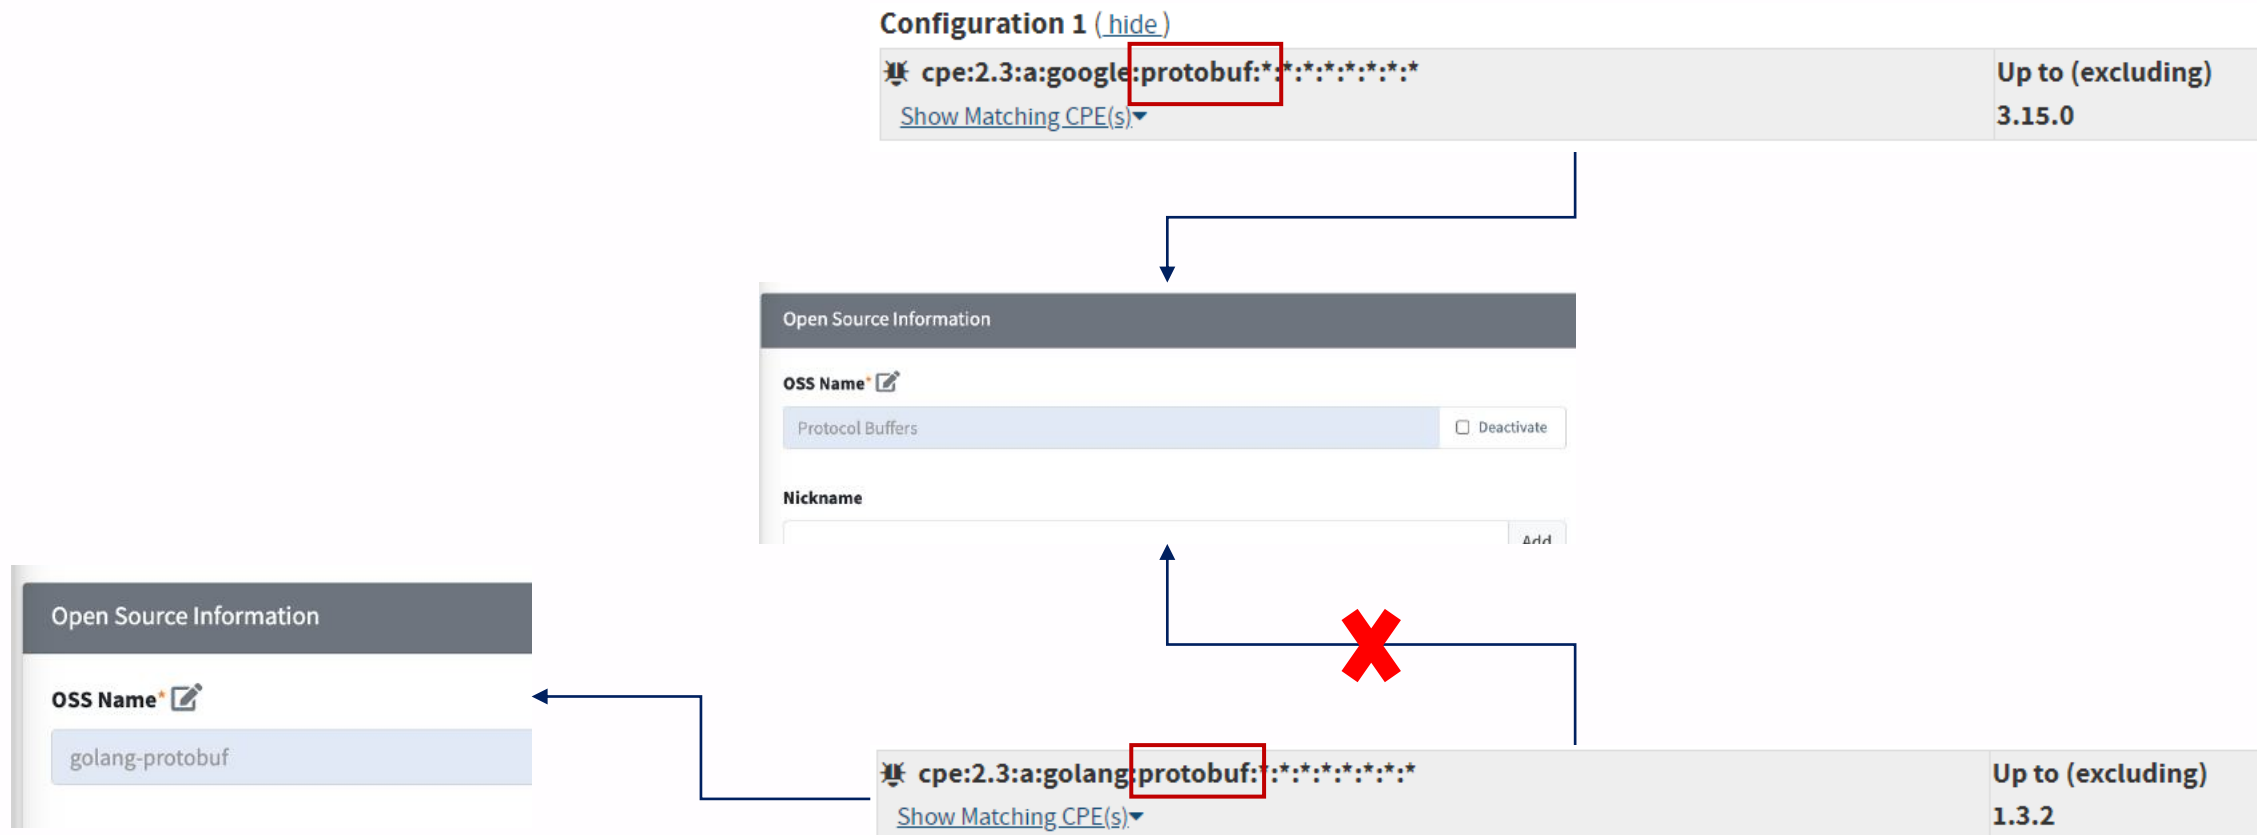 Configuration 1 ( hide )
cpe:2.3:a:google:protobuf:*:*:*:*:*:*:*:*
Up to (excluding)
3.15.0
Show Matching CPE(s)
Open Source Information
OSS Name*
Protocol Buffers
Deactivate
Nickname
Add
Open Source Information
OSS Name*
golang-protobuf
cpe:2.3:a:golang:protobuf:*:*:*:*:*:*:*:*
Up to (excluding)
1.3.2
Show Matching CPE(s)